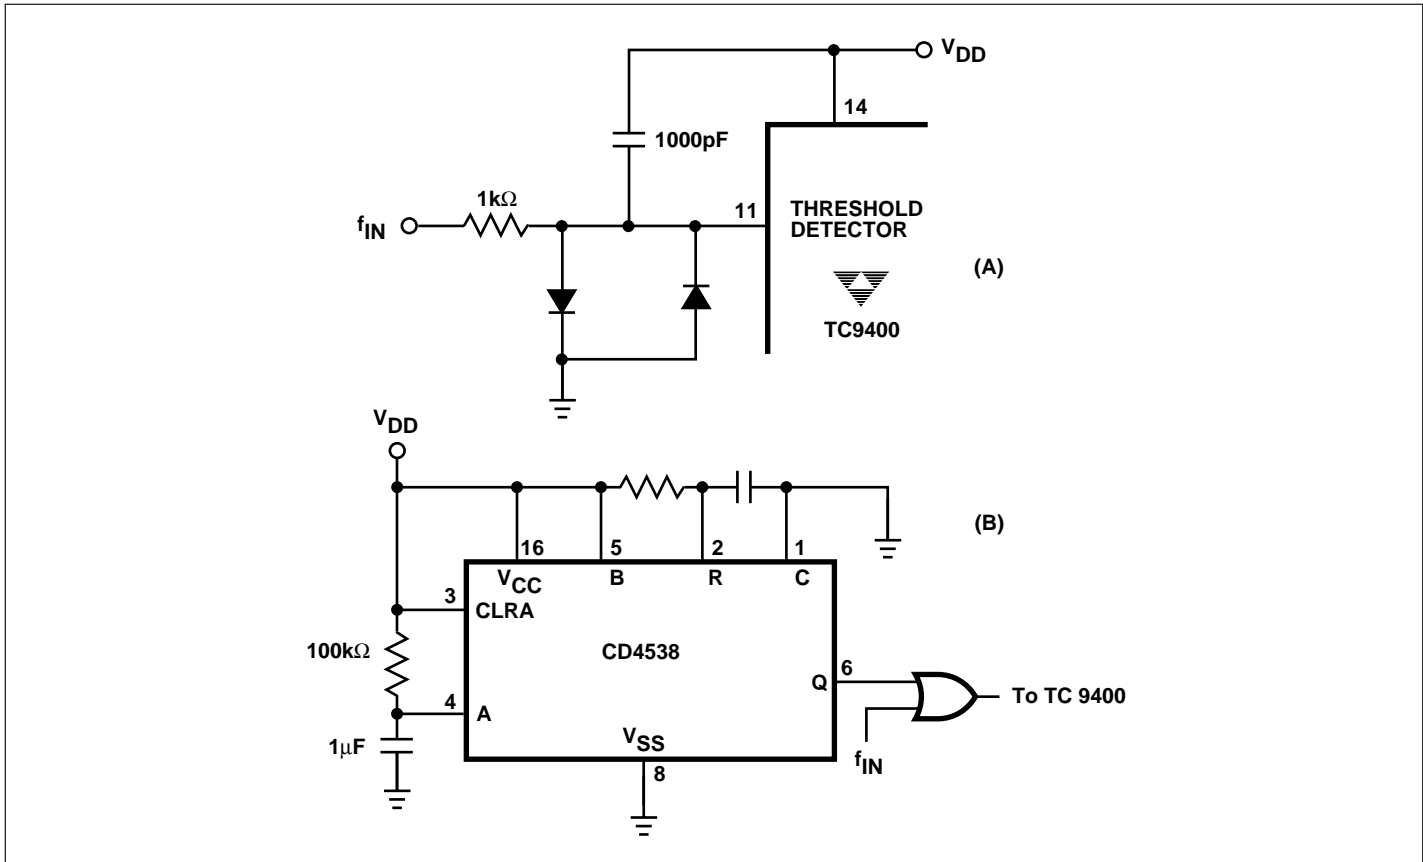 V_DD
14
1000pF
1kΩ
f_IN
11
THRESHOLD
DETECTOR
(A)
TC9400
V_DD
(B)
16
5
2
1
V_CC
B
R
C
3
CLRA
100kΩ
CD4538
6
Q
To TC 9400
4
A
1µF
V_SS
f_IN
8